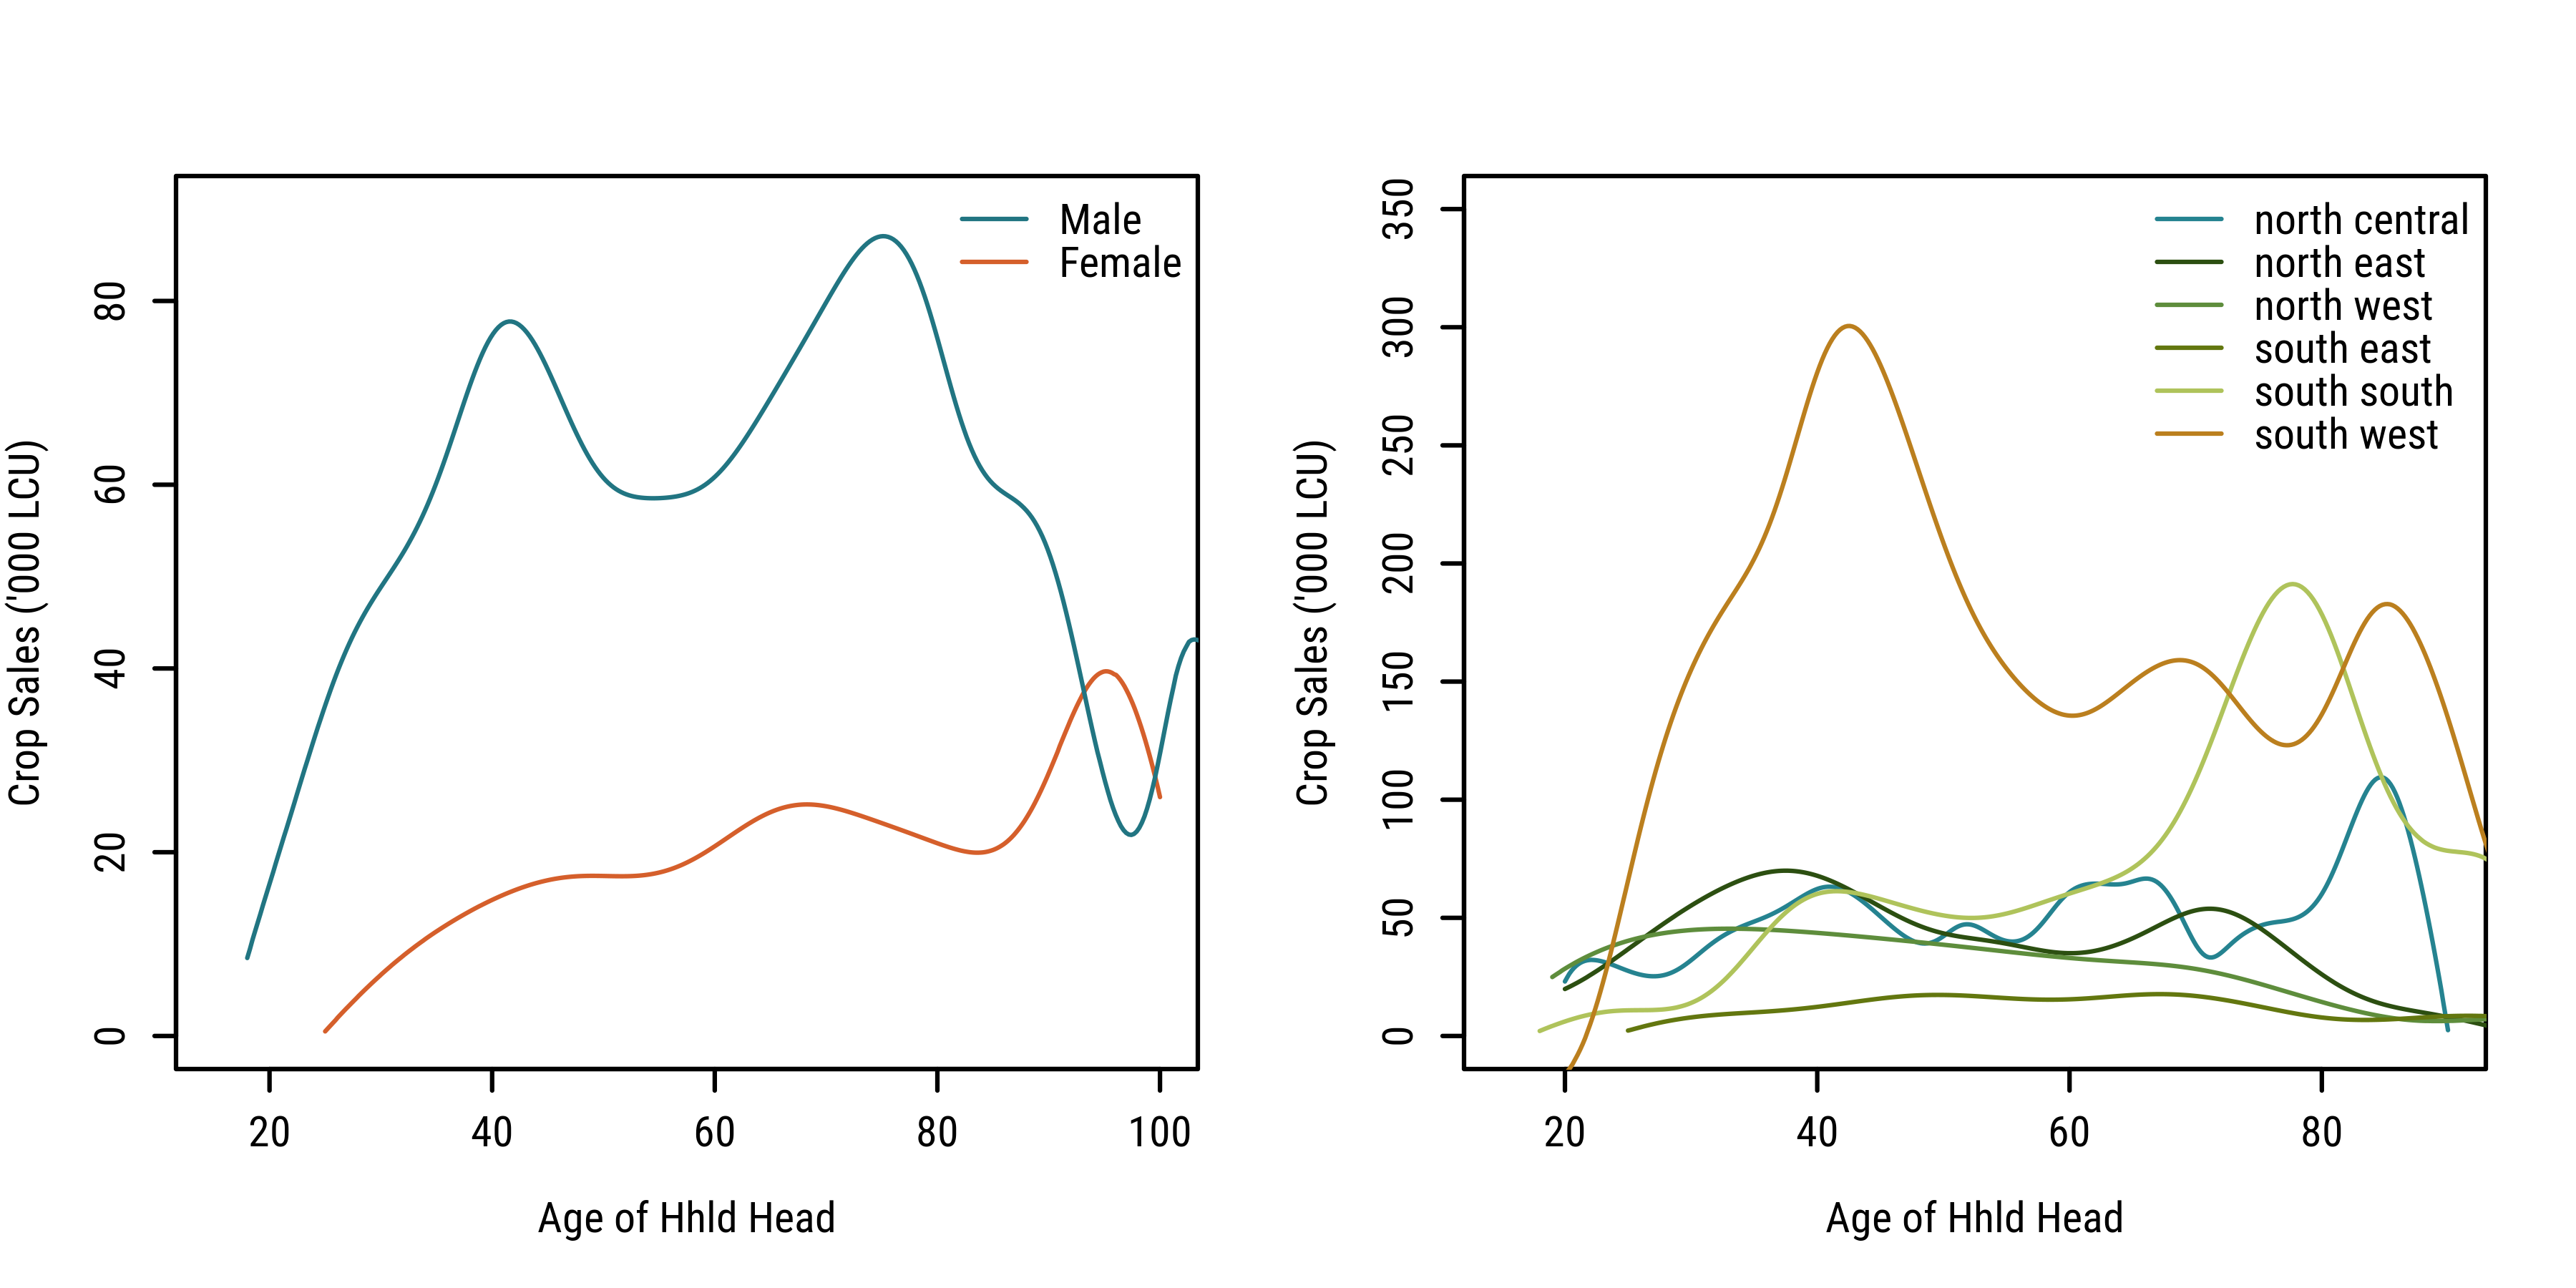 Male
Female
80
60
40
20
0
Crop Sales ('000 LCU)
20 40 60 80 100
Age of Hhld Head
north central
north east
north west
south east
south south
south west
350
300
250
200
150
100
50
0
Crop Sales ('000 LCU)
20 40 60 80
Age of Hhld Head